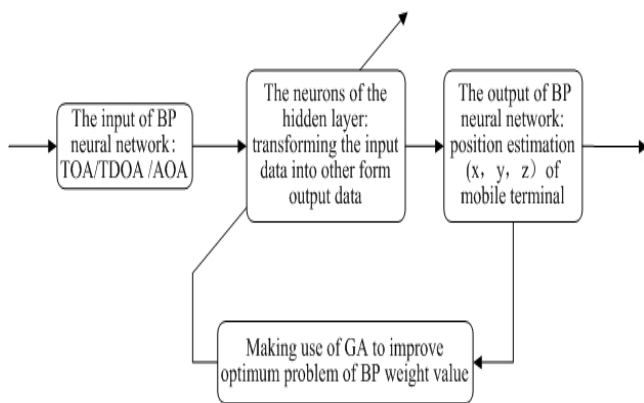 The input of BP
neural network：
TOA/TDOA /AOA
The neurons of the
hidden layer:
transforming the input
data into other form
output data
The output of BP
neural network:
position estimation
(x，y，z）of
mobile terminal
Making use of GA to improve
optimum problem of BP weight value